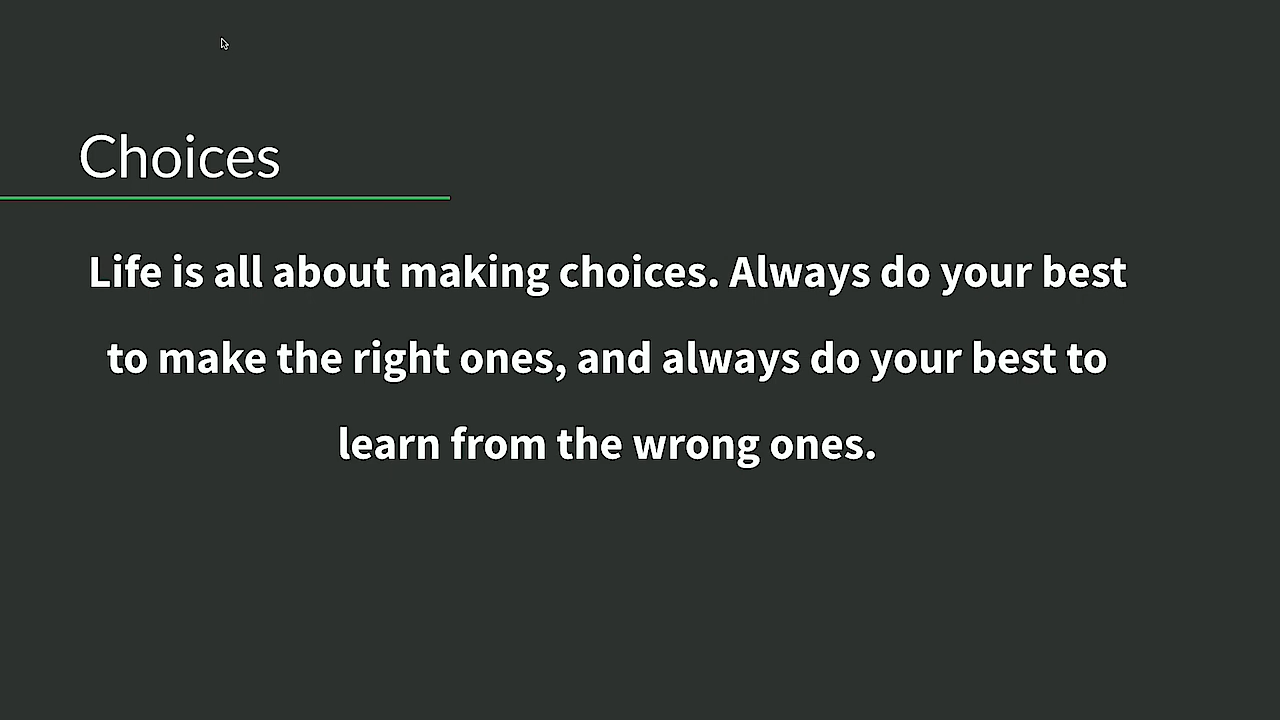 Choices
Life is all about making choices. Always do your best
to make the right ones, and always do your best to
learn from the wrong ones.